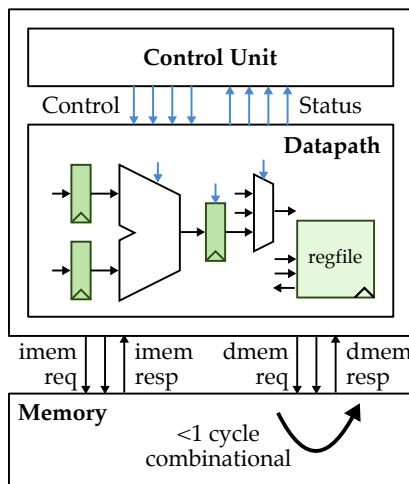 Control Unit
Control
Status
Datapath
regfile
imem
req
imem
resp
dmem
req
dmem
resp
Memory
<1 cycle
combinational